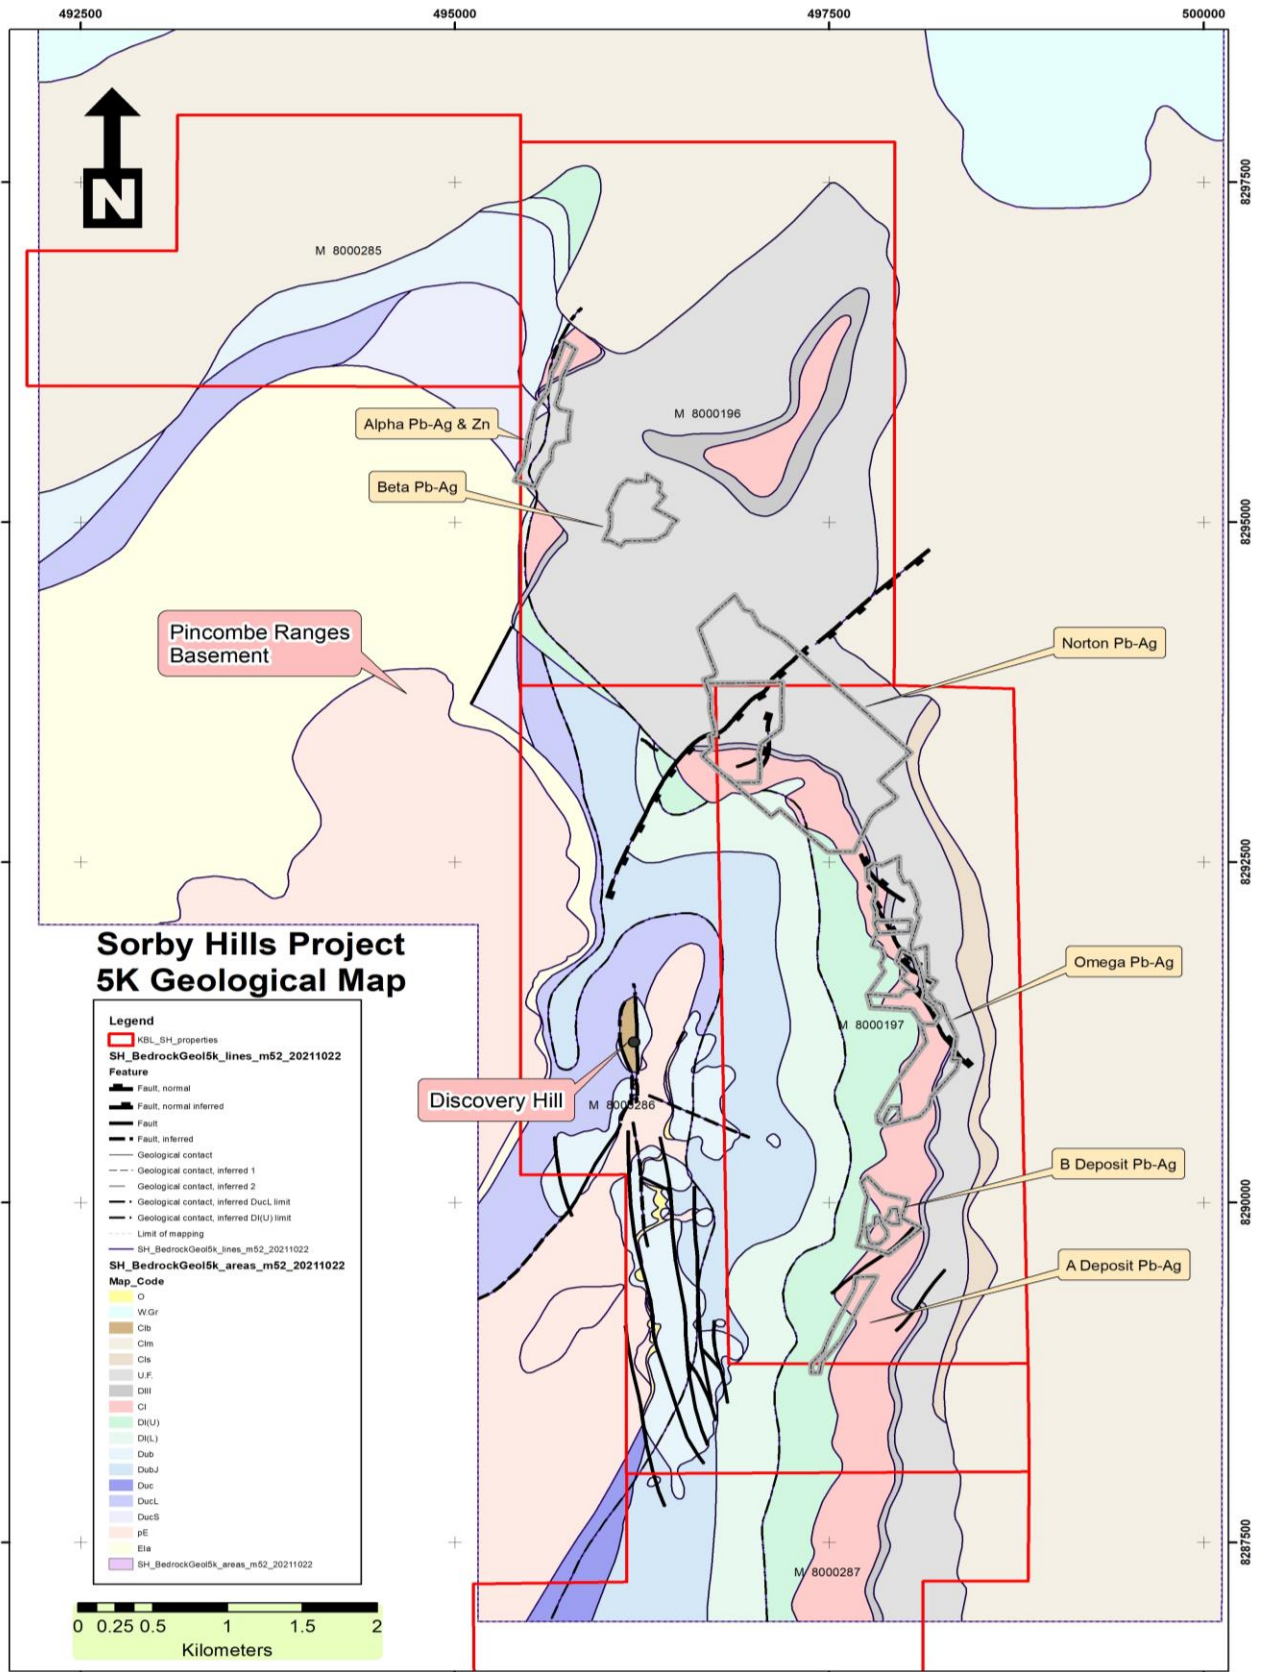 492500
495000
497500
500000
N
8297500
M 8000285
M 8000196
Alpha Pb-Ag & Zn
Beta Pb-Ag
8295000
Pincombe Ranges
Basement
Norton Pb-Ag
8292500
Sorby Hills Project
5K Geological Map
Omega Pb-Ag
M 8000197
Discovery Hill
M 8000286
B Deposit Pb-Ag
8290000
A Deposit Pb-Ag
M 8000287
8287500
Legend
KBL_SH_properties
SH_BedrockGeol5k_lines_m52_20211022
Feature
Fault, normal
Fault, normal inferred
Fault
Fault, inferred
Geological contact
Geological contact, inferred 1
Geological contact, inferred 2
Geological contact, inferred DucL limit
Geological contact, inferred Dl(U) limit
Limit of mapping
SH_BedrockGeol5k_lines_m52_20211022
SH_BedrockGeol5k_areas_m52_20211022
Map_Code
O
W.Gr
Clb
Clm
Cls
U.F.
DIII
Cl
Dl(U)
Dl(L)
Dub
DubJ
Duc
DucL
DucS
pE
Ela
SH_BedrockGeol5k_areas_m52_20211022
0 0.25 0.5 1 1.5 2
Kilometers